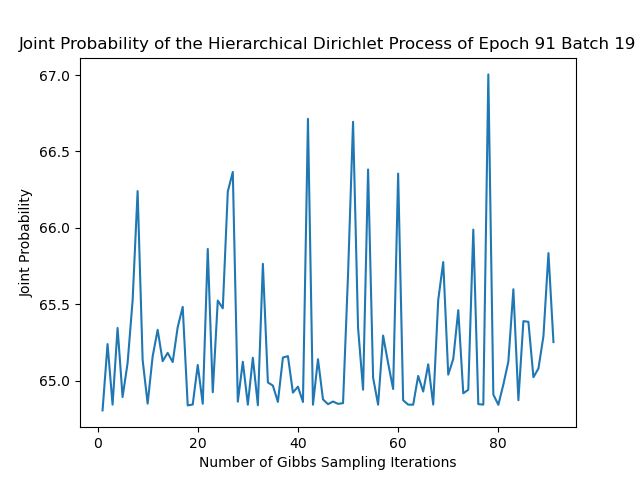 Joint Probability of the Hierarchical Dirichlet Process of Epoch 91 Batch 19
67.0
66.5
66.0
65.5
65.0
Joint Probability
0 20 40 60 80
Number of Gibbs Sampling Iterations